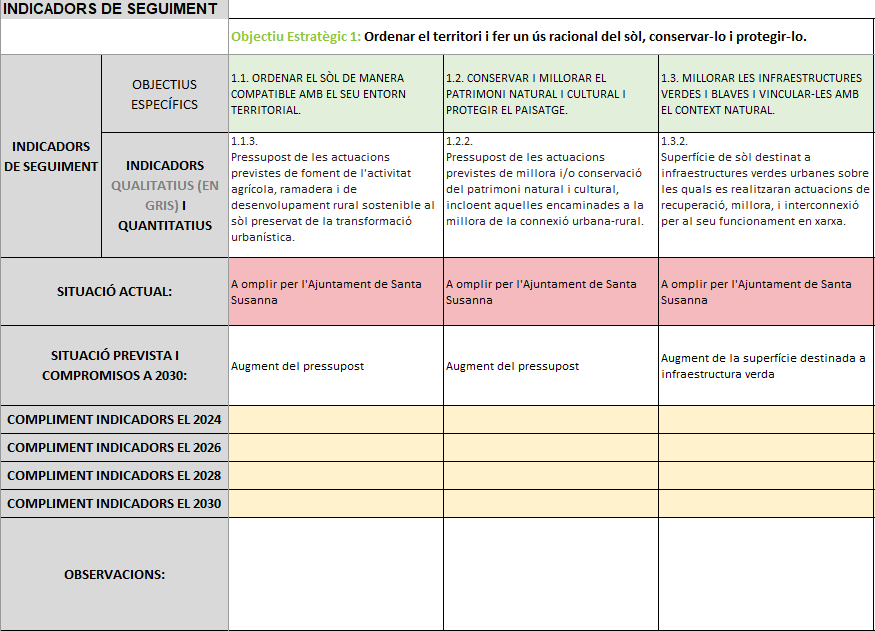 INDICADORS DE SEGUIMENT
Objectiu Estratègic 1: Ordenar el territori i fer un ús racional del sòl, conservar-lo i protegir-lo.
INDICADORS
DE SEGUIMENT
OBJECTIUS
ESPECÍFICS
1.1. ORDENAR EL SÒL DE MANERA
COMPATIBLE AMB EL SEU ENTORN
TERRITORIAL.
1.2. CONSERVAR I MILLORAR EL
PATRIMONI NATURAL I CULTURAL I
PROTEGIR EL PAISATGE.
1.3. MILLORAR LES INFRAESTRUCTURES
VERDES I BLAVES I VINCULAR-LES AMB
EL CONTEXT NATURAL.
INDICADORS
QUALITATIUS (EN
GRIS) I
QUANTITATIUS
1.1.3.
Pressupost de les actuacions
previstes de foment de l'activitat
agrícola, ramadera i de
desenvolupament rural sostenible al
sòl preservat de la transformació
urbanística.
1.2.2.
Pressupost de les actuacions
previstes de millora i/o conservació
del patrimoni natural i cultural,
incloent aquelles encaminades a la
millora de la connexió urbana-rural.
1.3.2.
Superfície de sòl destinat a
infraestructures verdes urbanes sobre
les quals es realitzaran actuacions de
recuperació, millora, i interconnexió
per al seu funcionament en xarxa.
SITUACIÓ ACTUAL:
A omplir per l'Ajuntament de Santa
Susanna
A omplir per l'Ajuntament de Santa
Susanna
A omplir per l'Ajuntament de Santa
Susanna
SITUACIÓ PREVISTA I
COMPROMISOS A 2030:
Augment del pressupost
Augment del pressupost
Augment de la superfície destinada a
infraestructura verda
COMPLIMENT INDICADORS EL 2024
COMPLIMENT INDICADORS EL 2026
COMPLIMENT INDICADORS EL 2028
COMPLIMENT INDICADORS EL 2030
OBSERVACIONS: